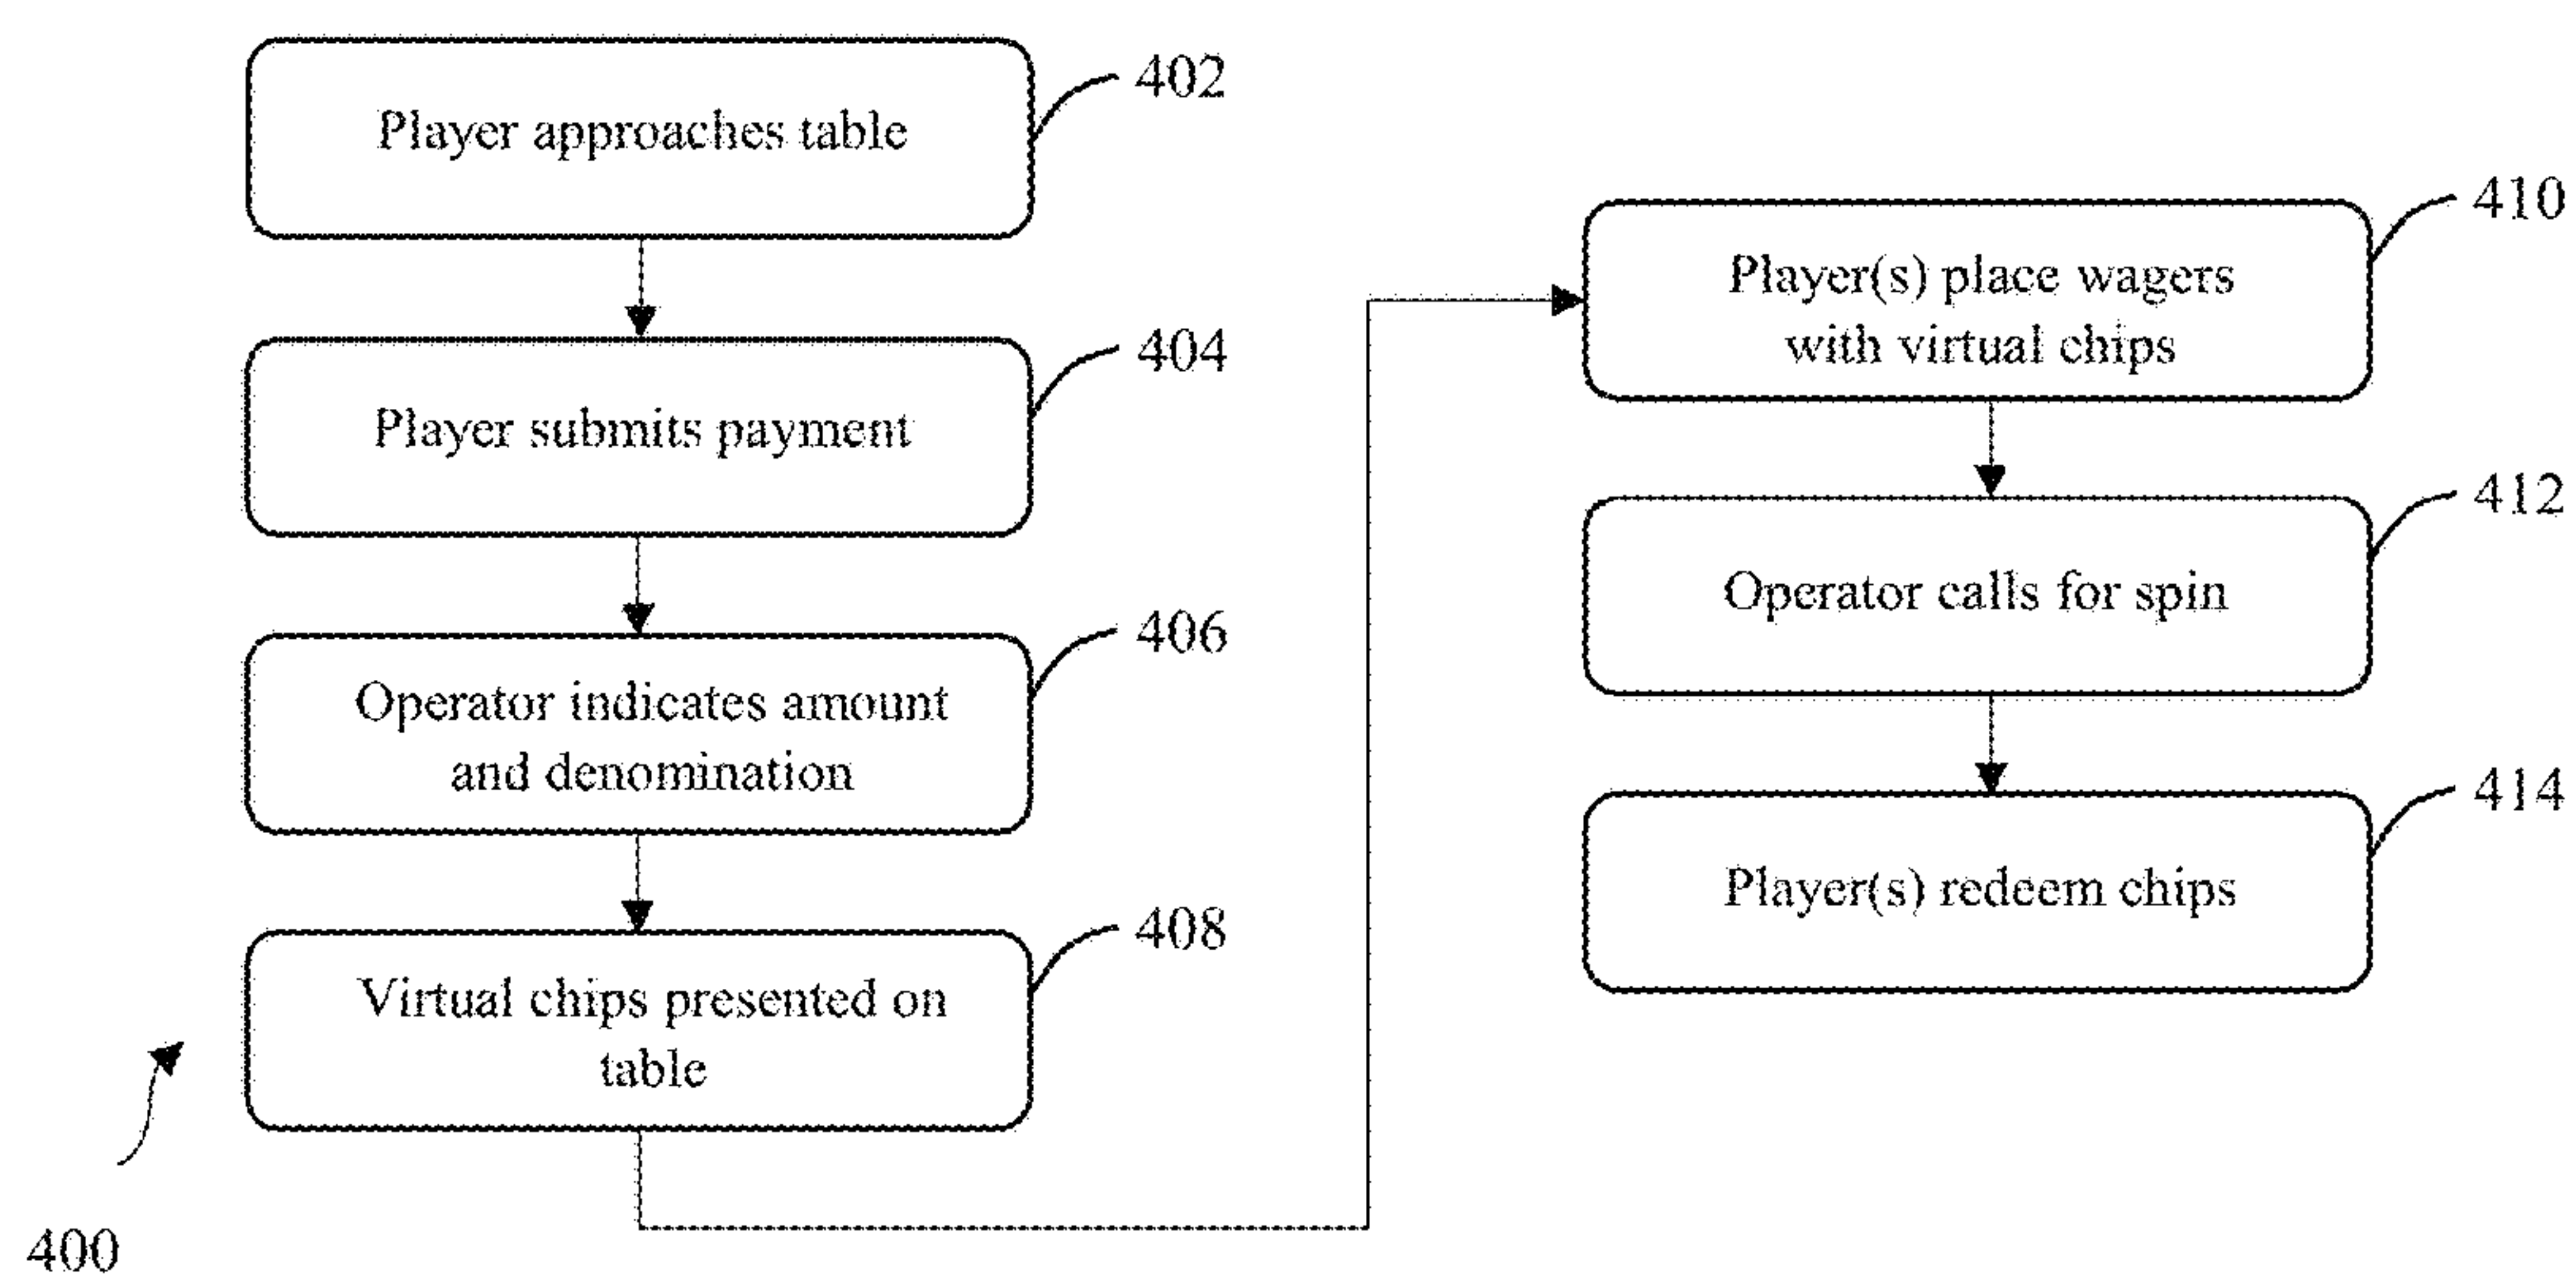 Player approaches table
402
Player submits payment
404
Operator indicates amount
and denomination
406
Virtual chips presented on
table
408
400
Player(s) place wagers
with virtual chips
410
Operator calls for spin
412
Player(s) redeem chips
414